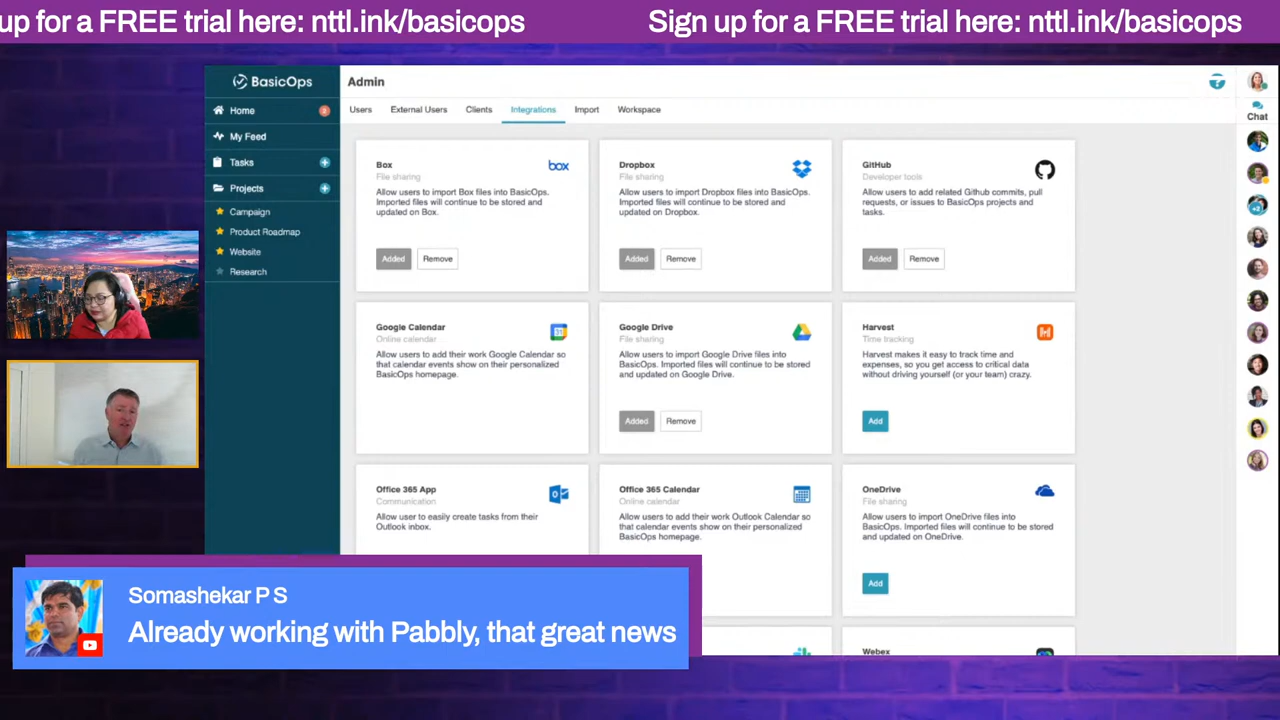 up for a FREE trial here: nttl.ink/basicops
Sign up for a FREE trial here: nttl.ink/basicops
BasicOps
Home
2
My Feed
Tasks
Projects
Campaign
Product Roadmap
Website
Research
Admin
Users
External Users
Clients
Integrations
Import
Workspace
?
Chat
+2
Box
box
File sharing
Allow users to import Box files into BasicOps.
Imported files will continue to be stored and
updated on Box.
Added
Remove
Dropbox
File sharing
Allow users to import Dropbox files into BasicOps.
Imported files will continue to be stored and
updated on Dropbox.
Added
Remove
GitHub
Developer tools
Allow users to add related Github commits, pull
requests, or issues to BasicOps projects and
tasks.
Added
Remove
Google Calendar
Online calendar
Allow users to add their work Google Calendar so
that calendar events show on their personalized
BasicOps homepage.
Google Drive
File sharing
Allow users to import Google Drive files into
BasicOps. Imported files will continue to be stored
and updated on Google Drive.
Added
Remove
Harvest
Time tracking
Harvest makes it easy to track time and
expenses, so you get access to critical data
without driving yourself (or your team) crazy.
Add
Office 365 App
Communication
Allow user to easily create tasks from their
Outlook inbox.
Office 365 Calendar
Online calendar
Allow users to add their work Outlook Calendar so
that calendar events show on their personalized
BasicOps homepage.
OneDrive
File sharing
Allow users to import OneDrive files into
BasicOps. Imported files will continue to be stored
and updated on OneDrive.
Add
Webex
Somashekar P S
Already working with Pabbly, that great news